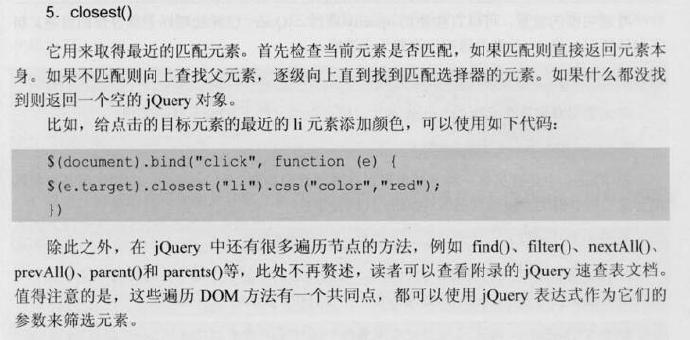 5. closest()
它用来取得最近的匹配元素。首先检查当前元素是否匹配，如果匹配则直接返回元素本
身。如果不匹配则向上查找父元素，逐级向上直到找到匹配选择器的元素。如果什么都没找
到则返回一个空的 jQuery 对象。
比如，给点击的目标元素的最近的 li 元素添加颜色，可以使用如下代码：
$(document).bind("click", function (e) {
$(e.target).closest("li").css("color","red");
})
除此之外，在 jQuery 中还有很多遍历节点的方法，例如 find()、filter()、nextAll()、
prevAll()、parent()和 parents()等，此处不再赘述，读者可以查看附录的 jQuery 速查表文档。
值得注意的是，这些遍历 DOM 方法有一个共同点，都可以使用 jQuery 表达式作为它们的
参数来筛选元素。